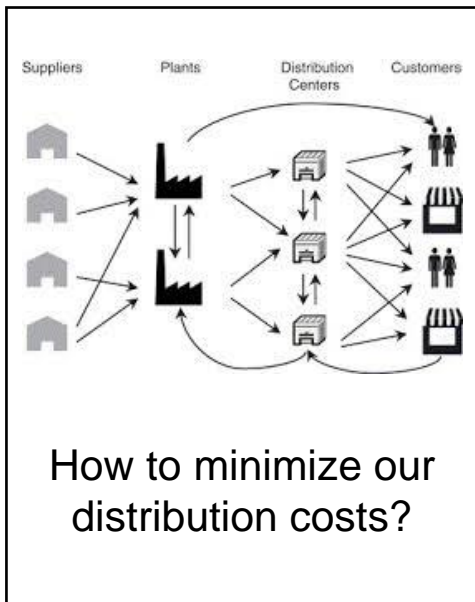 Suppliers Plants Distribution Centers Customers
How to minimize our
distribution costs?